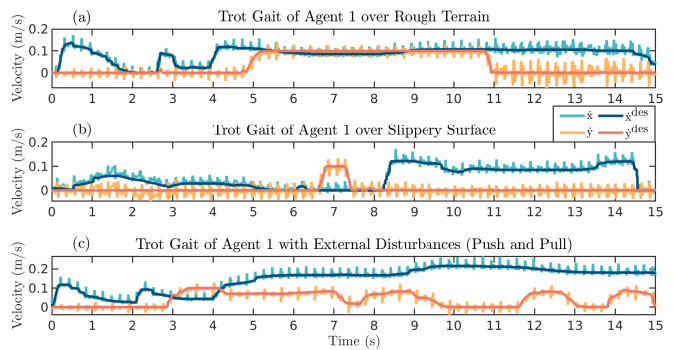 (a) Trot Gait of Agent 1 over Rough Terrain
Velocity (m/s)
0.2
0.1
0
0 1 2 3 4 5 6 7 8 9 10 11 12 13 14 15
ẋ ẋdes
ẏ ẏdes
(b) Trot Gait of Agent 1 over Slippery Surface
Velocity (m/s)
0.2
0.1
0
0 1 2 3 4 5 6 7 8 9 10 11 12 13 14 15
(c) Trot Gait of Agent 1 with External Disturbances (Push and Pull)
Velocity (m/s)
0.2
0.1
0
0 1 2 3 4 5 6 7 8 9 10 11 12 13 14 15
Time (s)